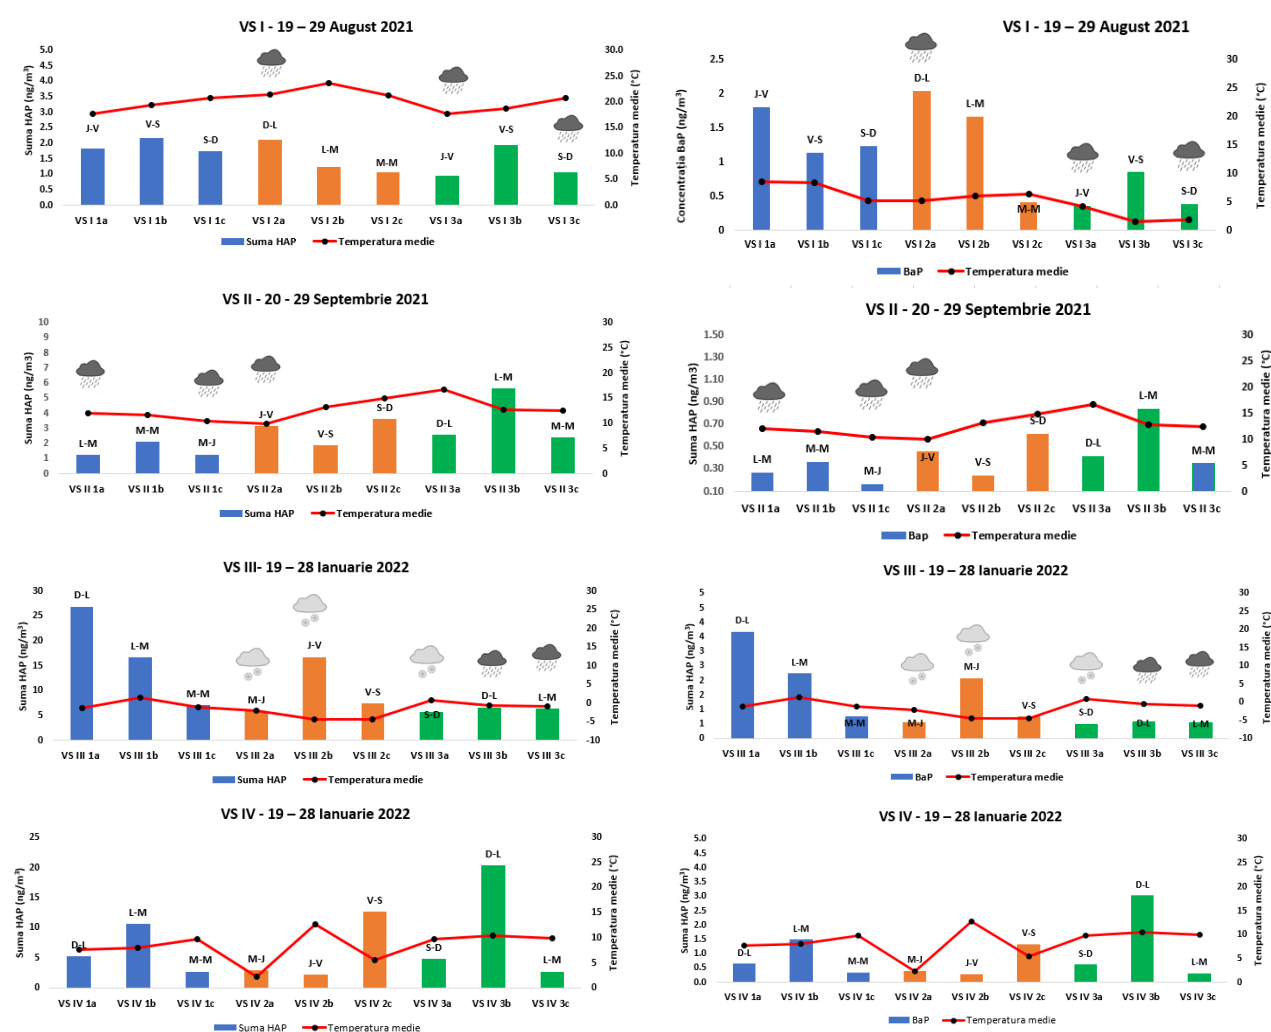 VS I - 19 – 29 August 2021
Suma HAP (ng/m³)
5.0
4.5
4.0
3.5
3.0
2.5
2.0
1.5
1.0
0.5
0.0
J-V
V-S
S-D
D-L
L-M
M-M
J-V
V-S
S-D
30.0
25.0
20.0
15.0
10.0
5.0
0.0
Temperatura medie (°C)
VS I 1a VS I 1b VS I 1c VS I 2a VS I 2b VS I 2c VS I 3a VS I 3b VS I 3c
Suma HAP Temperatura medie
VS I - 19 – 29 August 2021
Concentrația BaP (ng/m³)
2.5
2
1.5
1
0.5
0
J-V
V-S
S-D
D-L
L-M
M-M
J-V
V-S
S-D
30
25
20
15
10
5
0
Temperatura medie (°C)
VS I 1a VS I 1b VS I 1c VS I 2a VS I 2b VS I 2c VS I 3a VS I 3b VS I 3c
BaP Temperatura medie
VS II - 20 - 29 Septembrie 2021
Suma HAP (ng/m3)
10
9
8
7
6
5
4
3
2
1
0
L-M
M-M
M-J
J-V
V-S
S-D
D-L
L-M
M-M
30
25
20
15
10
5
0
Temperatura medie (°C)
VS II 1a VS II 1b VS II 1c VS II 2a VS II 2b VS II 2c VS II 3a VS II 3b VS II 3c
Suma HAP Temperatura medie
VS II - 20 - 29 Septembrie 2021
Suma HAP (ng/m3)
1.50
1.30
1.10
0.90
0.70
0.50
0.30
0.10
L-M
M-M
M-J
J-V
V-S
S-D
D-L
L-M
M-M
30
25
20
15
10
5
0
Temperatura medie (°C)
VS II 1a VS II 1b VS II 1c VS II 2a VS II 2b VS II 2c VS II 3a VS II 3b VS II 3c
Bap Temperatura medie
VS III- 19 – 28 Ianuarie 2022
Suma HAP (ng/m³)
30
25
20
15
10
5
0
D-L
L-M
M-M
M-J
J-V
V-S
S-D
D-L
L-M
30
25
20
15
10
5
0
-5
-10
Temperatura medie (°C)
VS III 1a VS III 1b VS III 1c VS III 2a VS III 2b VS III 2c VS III 3a VS III 3b VS III 3c
Suma HAP Temperatura medie
VS III - 19 – 28 Ianuarie 2022
Suma HAP (ng/m³)
5
5
4
4
3
3
2
2
1
1
0
D-L
L-M
M-M
M-J
M-J
V-S
S-D
D-L
L-M
30
25
20
15
10
5
0
-5
-10
Temperatura medie (°C)
VS III 1a VS III 1b VS III 1c VS III 2a VS III 2b VS III 2c VS III 3a VS III 3b VS III 3c
BaP Temperatura medie
VS IV - 19 – 28 Ianuarie 2022
Suma HAP (ng/m³)
25
20
15
10
5
0
D-L
L-M
M-M
M-J
J-V
V-S
S-D
D-L
L-M
30
25
20
15
10
5
0
Temperatura medie (°C)
VS IV 1a VS IV 1b VS IV 1c VS IV 2a VS IV 2b VS IV 2c VS IV 3a VS IV 3b VS IV 3c
Suma HAP Temperatura medie
VS IV - 19 – 28 Ianuarie 2022
Suma HAP (ng/m³)
5.0
4.5
4.0
3.5
3.0
2.5
2.0
1.5
1.0
0.5
0.0
D-L
L-M
M-M
M-J
J-V
V-S
S-D
D-L
L-M
30
25
20
15
10
5
0
Temperatura medie (°C)
VS IV 1a VS IV 1b VS IV 1c VS IV 2a VS IV 2b VS IV 2c VS IV 3a VS IV 3b VS IV 3c
BaP Temperatura medie